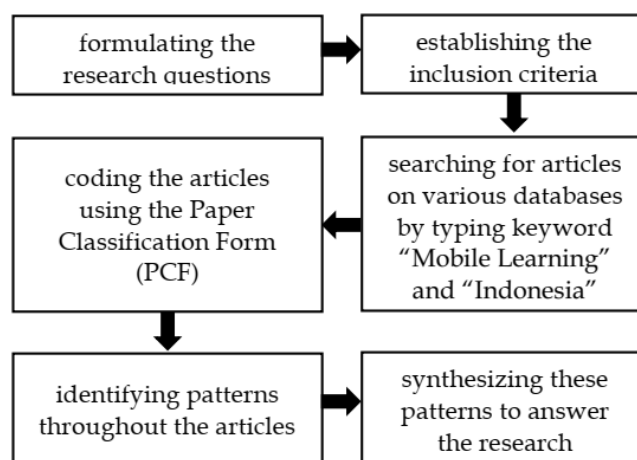 formulating the
research questions
establishing the
inclusion criteria
searching for articles
on various databases
by typing keyword
“Mobile Learning”
and “Indonesia”
coding the articles
using the Paper
Classification Form
(PCF)
identifying patterns
throughout the articles
synthesizing these
patterns to answer
the research